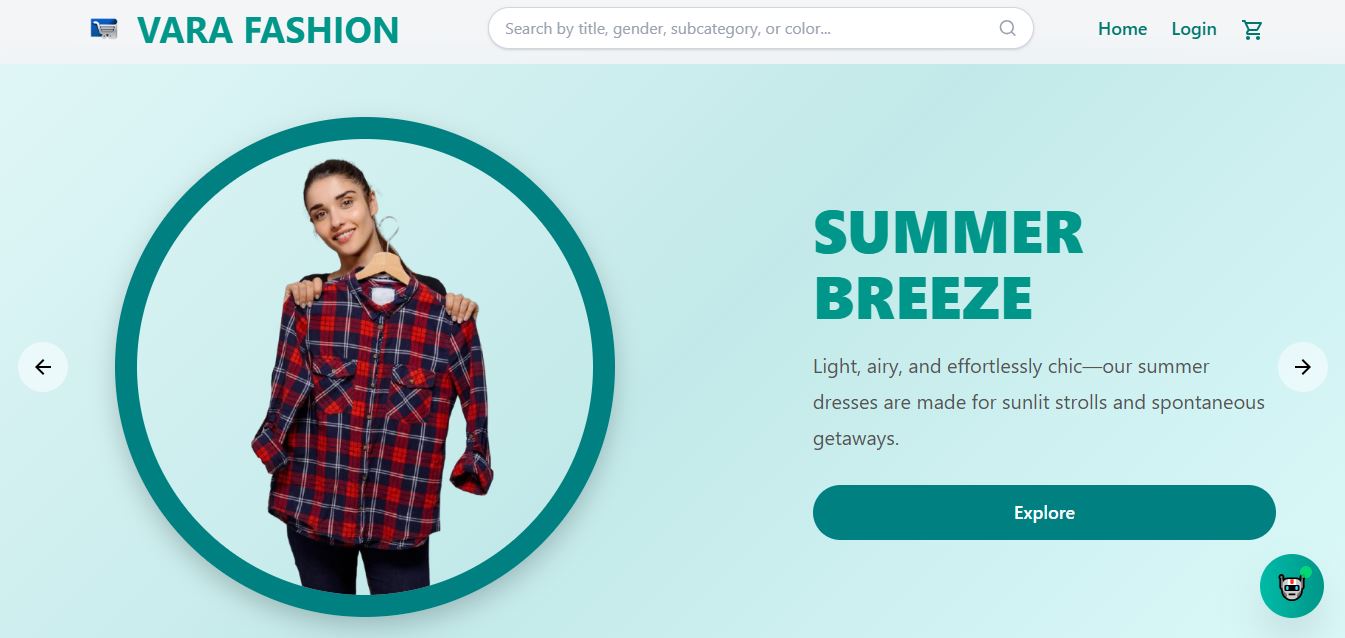 VARA FASHION
Search by title, gender, subcategory, or color...
Home
Login
SUMMER
BREEZE
Light, airy, and effortlessly chic—our summer
dresses are made for sunlit strolls and spontaneous
getaways.
Explore